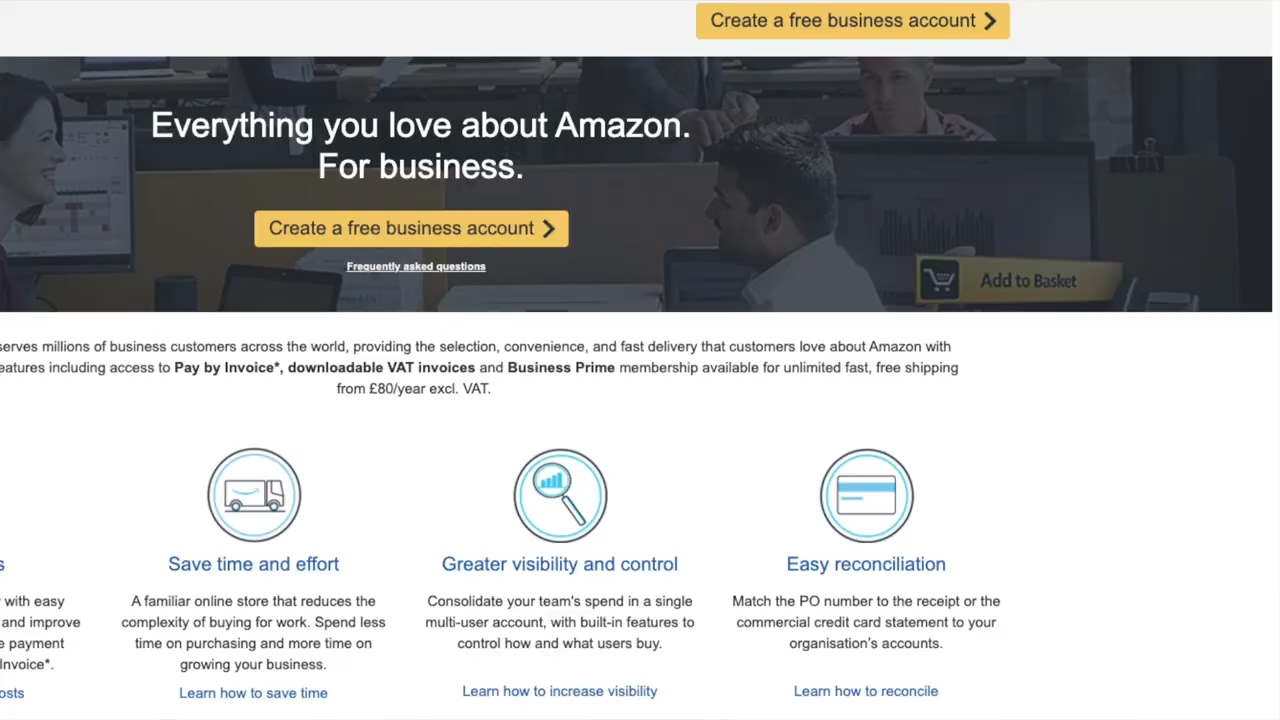 Create a free business account
Everything you love about Amazon.
For business.
Create a free business account
Frequently asked questions
Add to Basket
serves millions of business customers across the world, providing the selection, convenience, and fast delivery that customers love about Amazon with
eatures including access to Pay by Invoice*, downloadable VAT invoices and Business Prime membership available for unlimited fast, free shipping
from £80/year excl. VAT.
s
with easy
and improve
e payment
Invoice*.
osts
Save time and effort
A familiar online store that reduces the
complexity of buying for work. Spend less
time on purchasing and more time on
growing your business.
Learn how to save time
Greater visibility and control
Consolidate your team's spend in a single
multi-user account, with built-in features to
control how and what users buy.
Learn how to increase visibility
Easy reconciliation
Match the PO number to the receipt or the
commercial credit card statement to your
organisation's accounts.
Learn how to reconcile